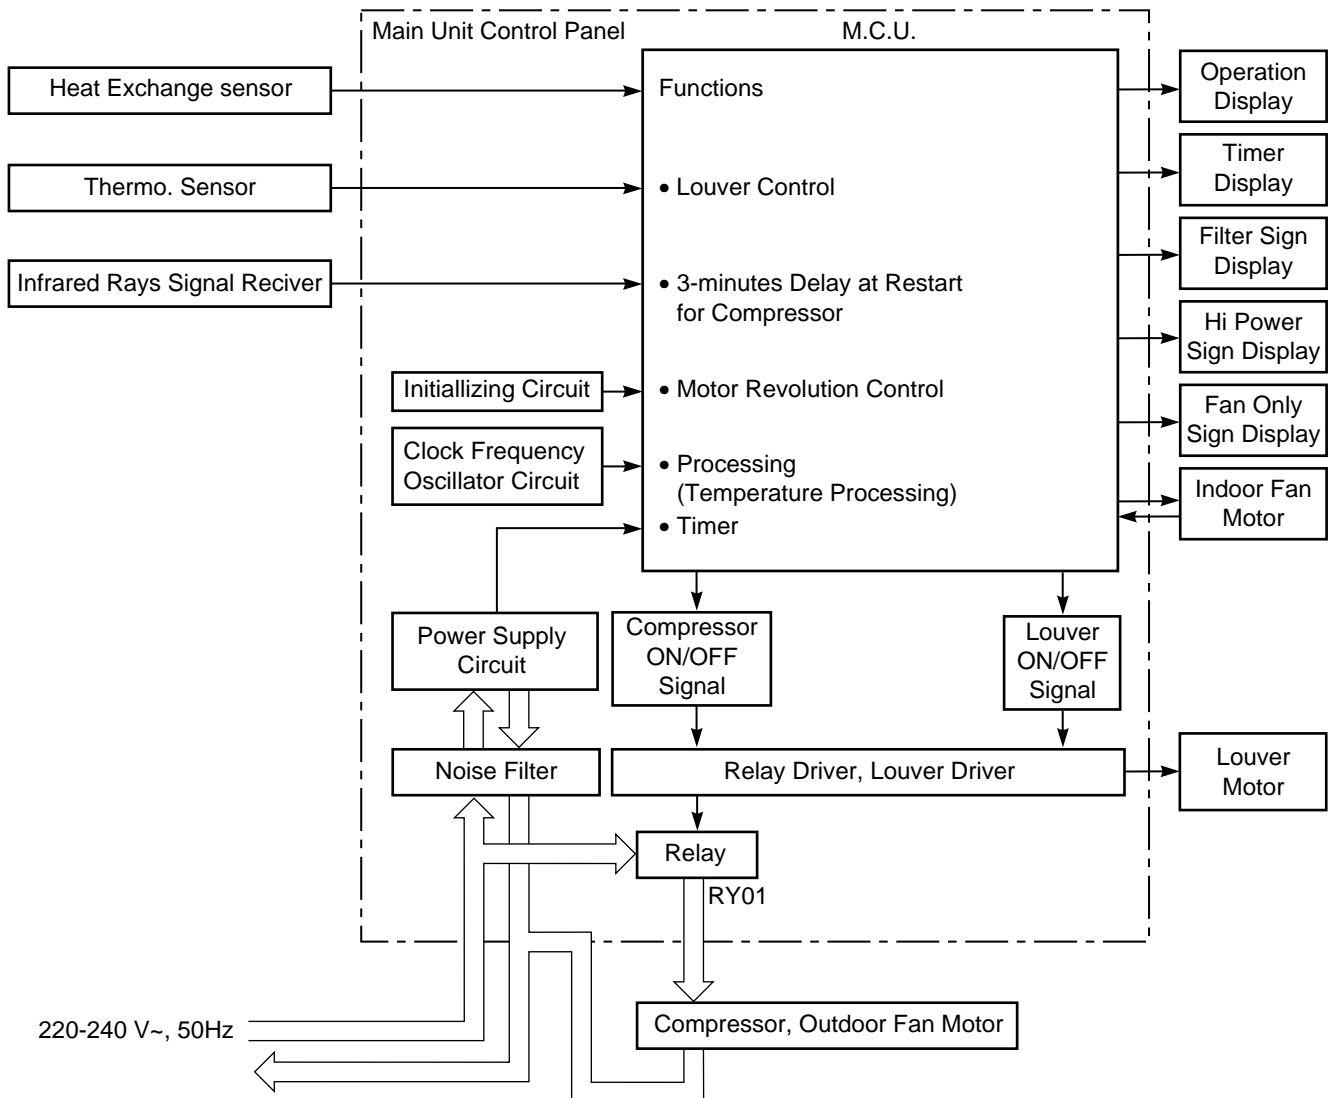 Main Unit Control Panel
M.C.U.
Heat Exchange sensor
Thermo. Sensor
Infrared Rays Signal Reciver
Initiallizing Circuit
Clock Frequency
Oscillator Circuit
Power Supply
Circuit
Noise Filter
Functions
• Louver Control
• 3-minutes Delay at Restart
for Compressor
• Motor Revolution Control
• Processing
(Temperature Processing)
• Timer
Compressor
ON/OFF
Signal
Louver
ON/OFF
Signal
Relay Driver, Louver Driver
Relay
RY01
Operation
Display
Timer
Display
Filter Sign
Display
Hi Power
Sign Display
Fan Only
Sign Display
Indoor Fan
Motor
Louver
Motor
220-240 V~, 50Hz
Compressor, Outdoor Fan Motor